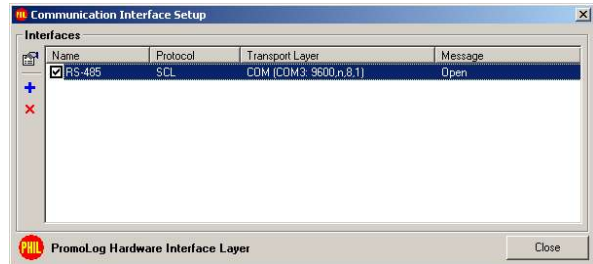 PHIL Communication Interface Setup
Interfaces
Name Protocol Transport Layer Message
RS-485 SCL COM (COM3: 9600,n,8,1) Open
PHIL PromoLog Hardware Interface Layer Close